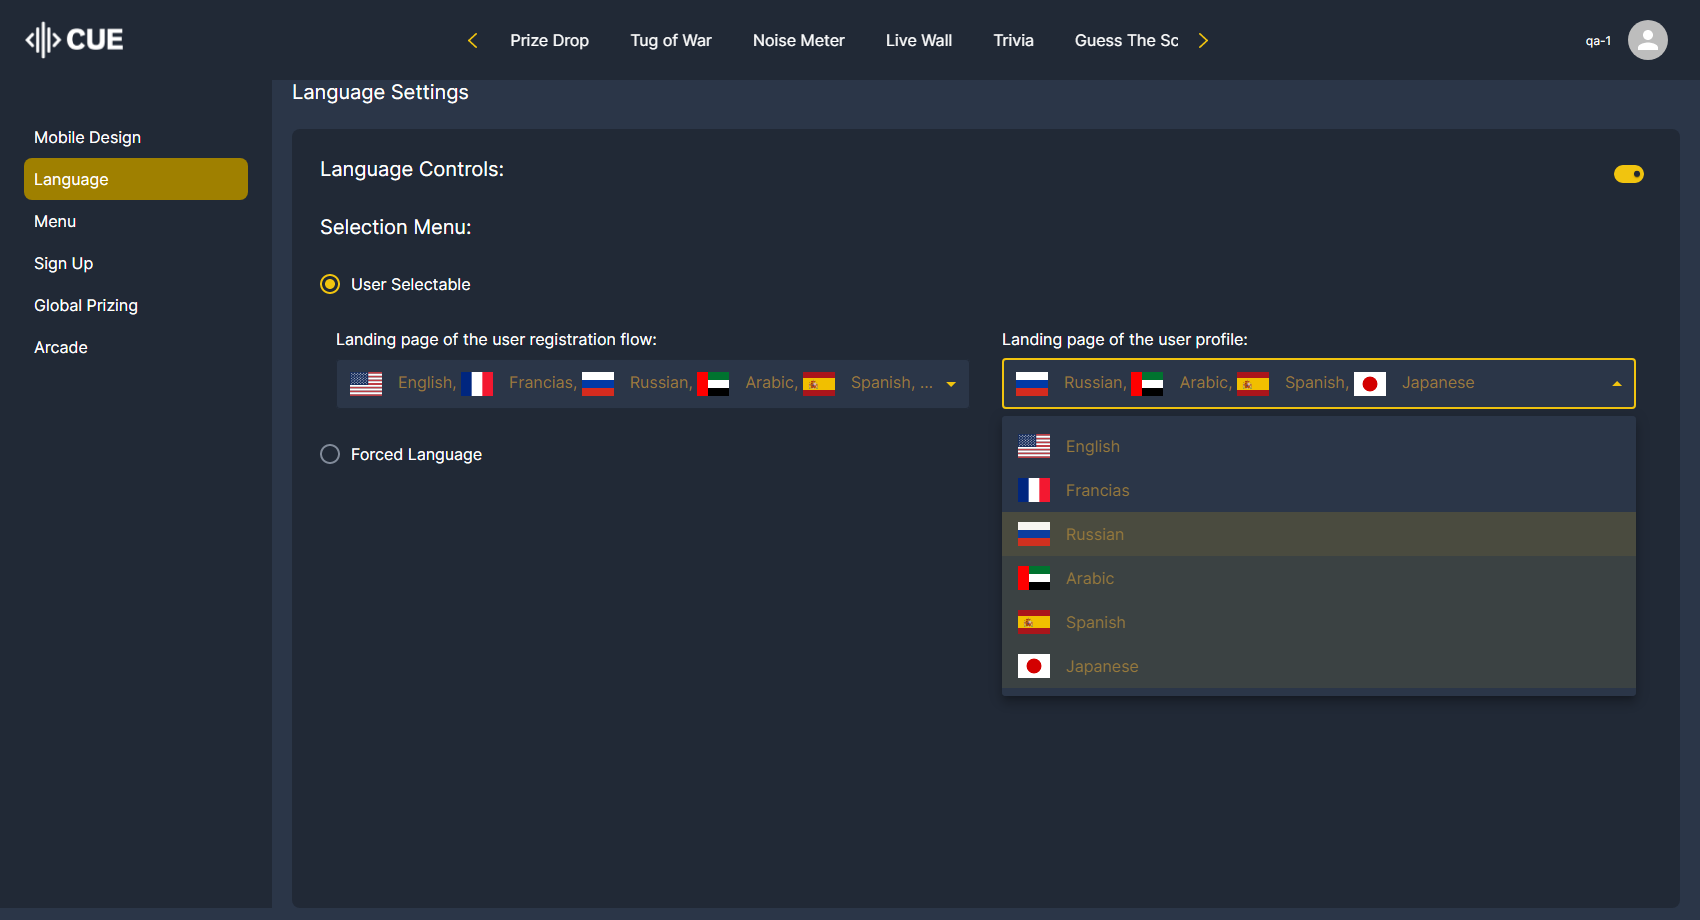 CUE
Prize Drop Tug of War Noise Meter Live Wall Trivia Guess The Sc
qa-1
Mobile Design
Language
Menu
Sign Up
Global Prizing
Arcade
Language Settings
Language Controls:
Selection Menu:
User Selectable
Landing page of the user registration flow:
English, Francias, Russian, Arabic, Spanish, ...
Landing page of the user profile:
Russian, Arabic, Spanish, Japanese
English
Francias
Russian
Arabic
Spanish
Japanese
Forced Language